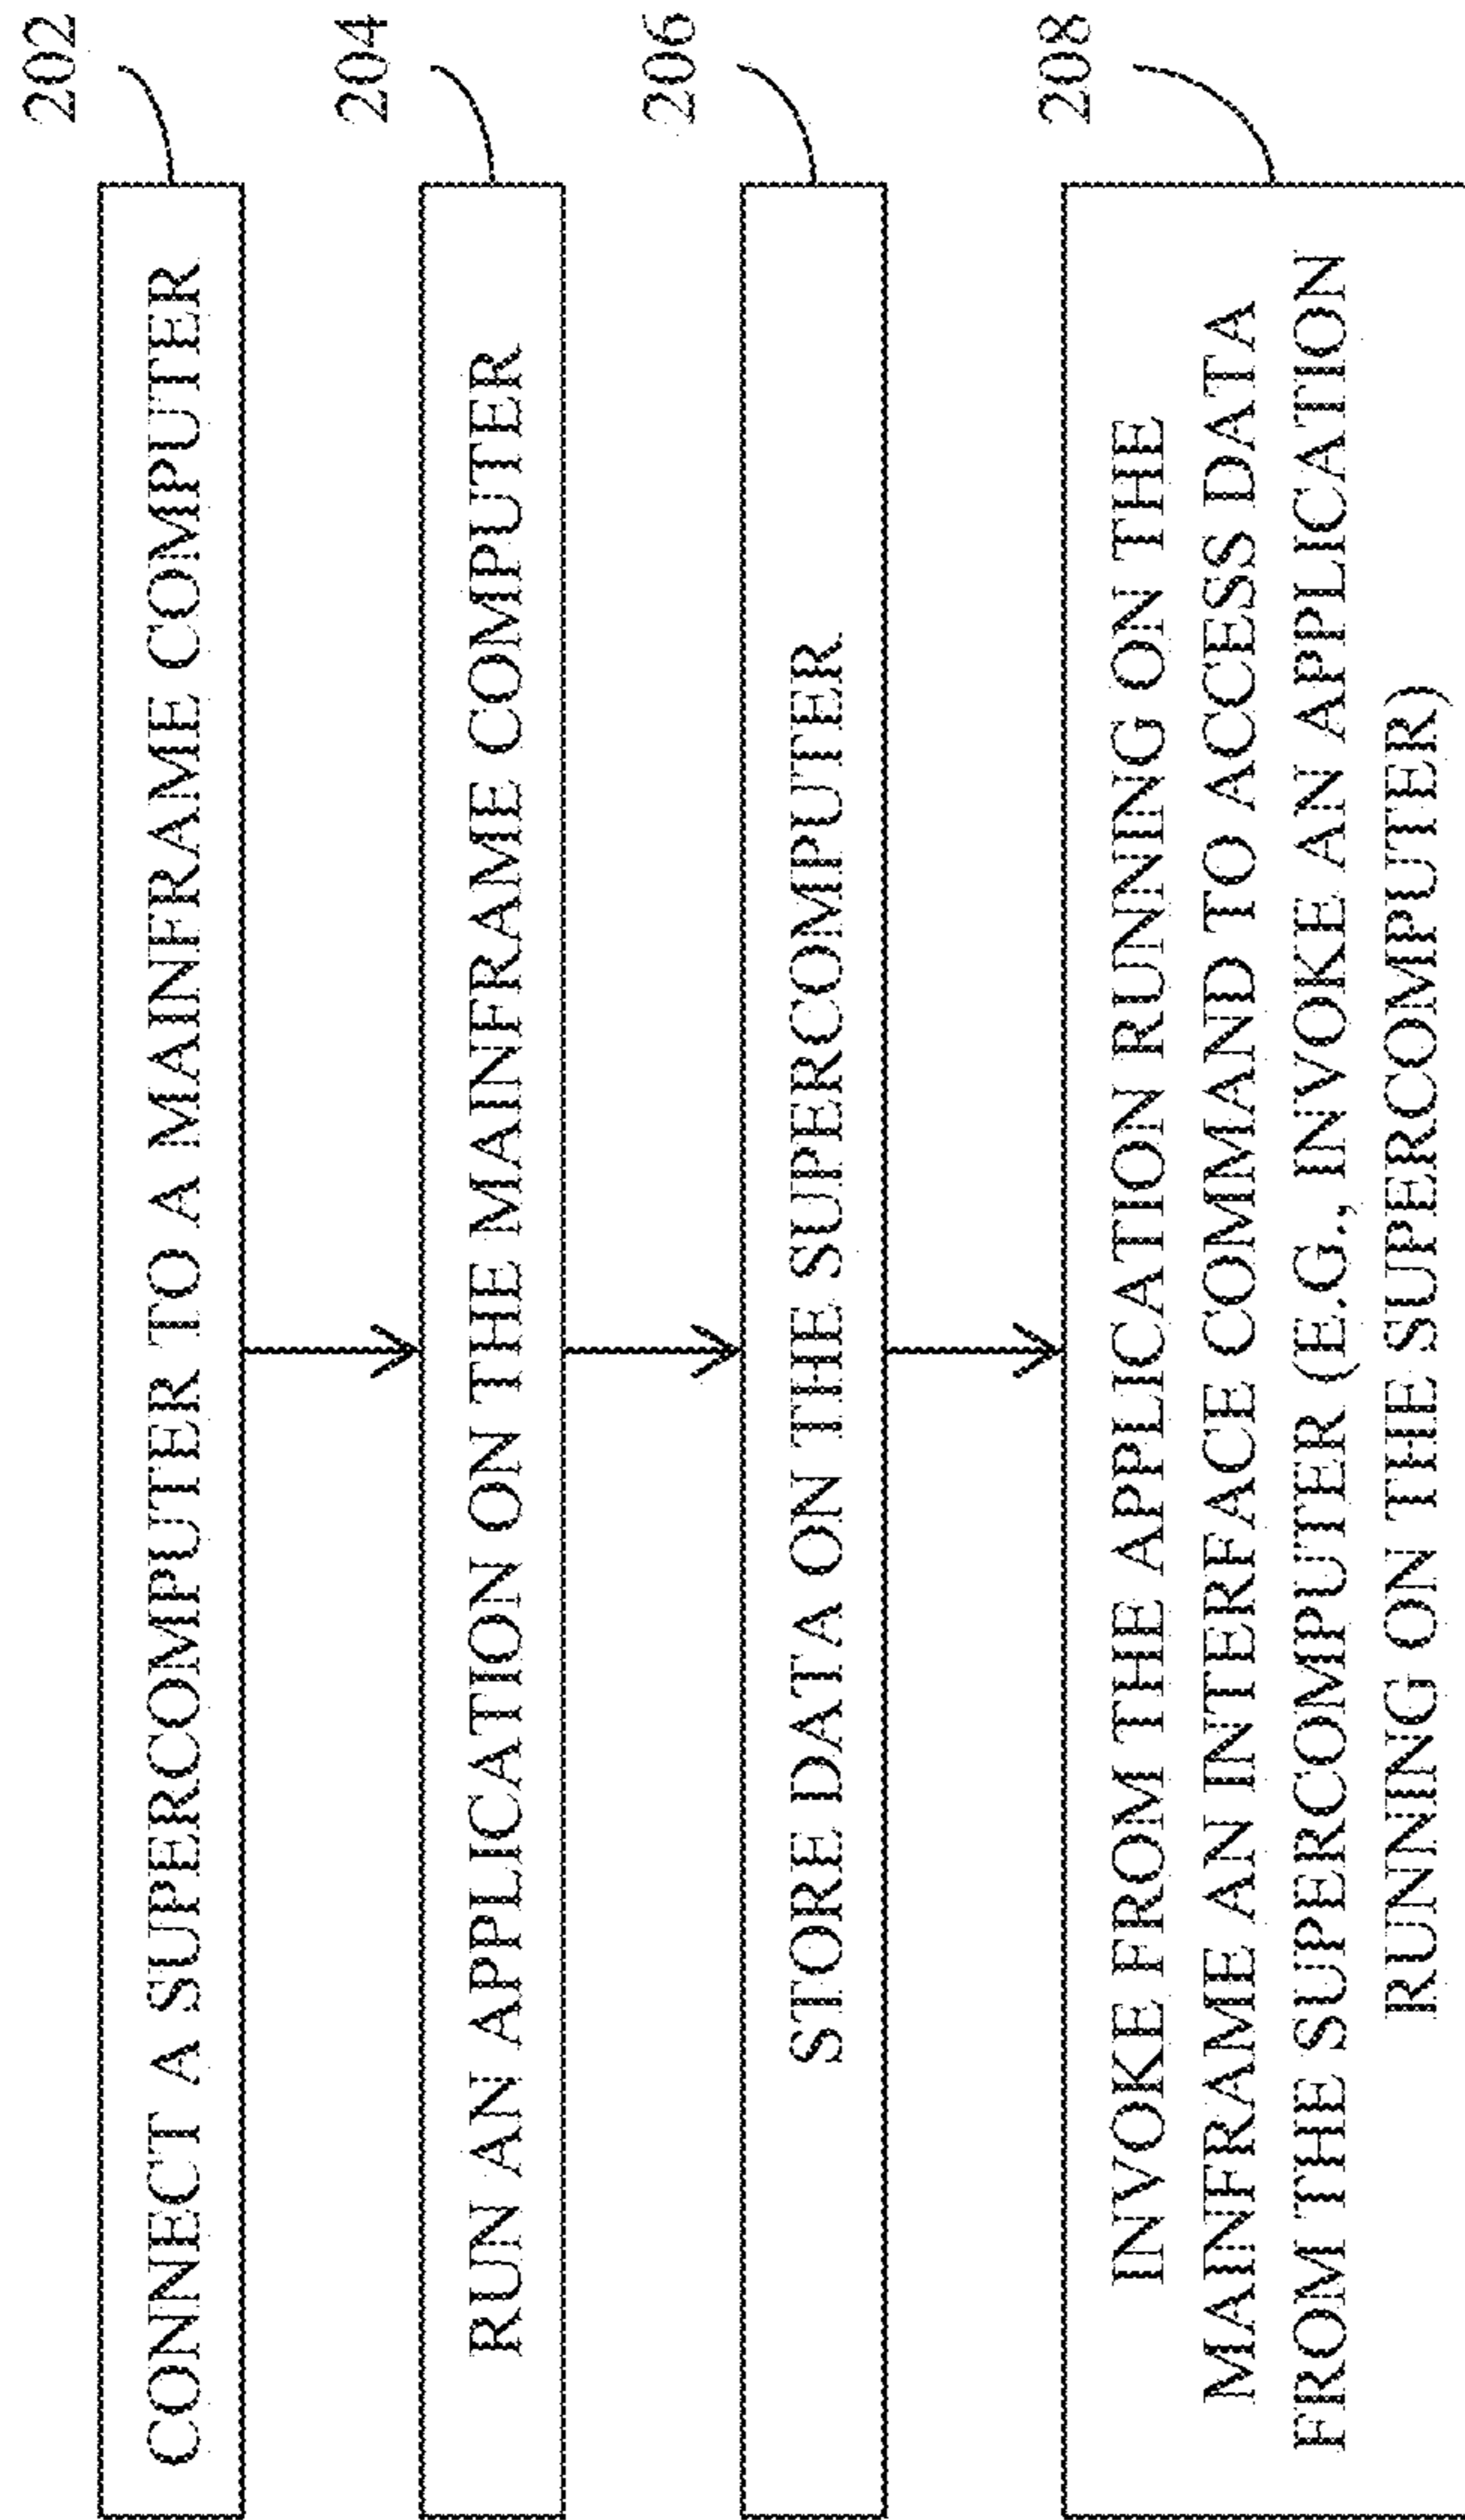 202
CONNECT A SUPERCOMPUTER TO A MAINFRAME COMPUTER
204
RUN AN APPLICATION ON THE MAINFRAME COMPUTER
206
STORE DATA ON THE SUPERCOMPUTER
208
INVOKE FROM THE APPLICATION RUNNING ON THE
MAINFRAME AN INTERFACE COMMAND TO ACCESS DATA
FROM THE SUPERCOMPUTER (E.G., INVOKE AN APPLICATION
RUNNING ON THE SUPERCOMPUTER)